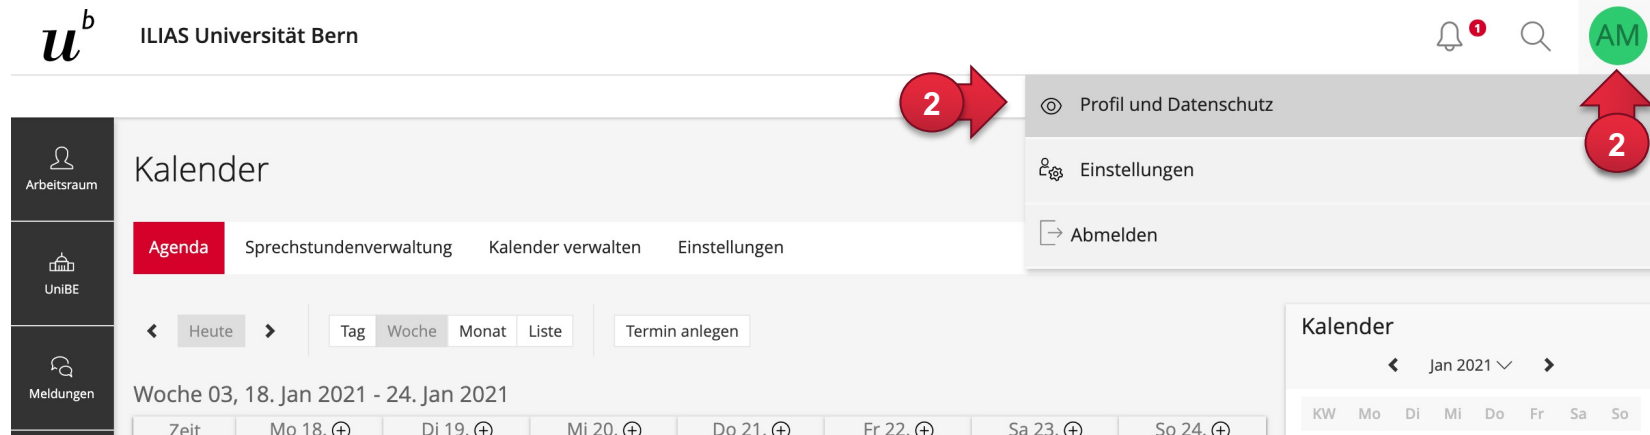 u^b ILIAS Universität Bern 1 AM
2 Profil und Datenschutz
2
Einstellungen
Abmelden
Arbeitsraum
UniBE
Meldungen
Kalender
Agenda Sprechstundenverwaltung Kalender verwalten Einstellungen
Heute Tag Woche Monat Liste Termin anlegen
Woche 03, 18. Jan 2021 - 24. Jan 2021
Zeit Mo 18. Di 19. Mi 20. Do 21. Fr 22. Sa 23. So 24.
Kalender
Jan 2021
KW Mo Di Mi Do Fr Sa So